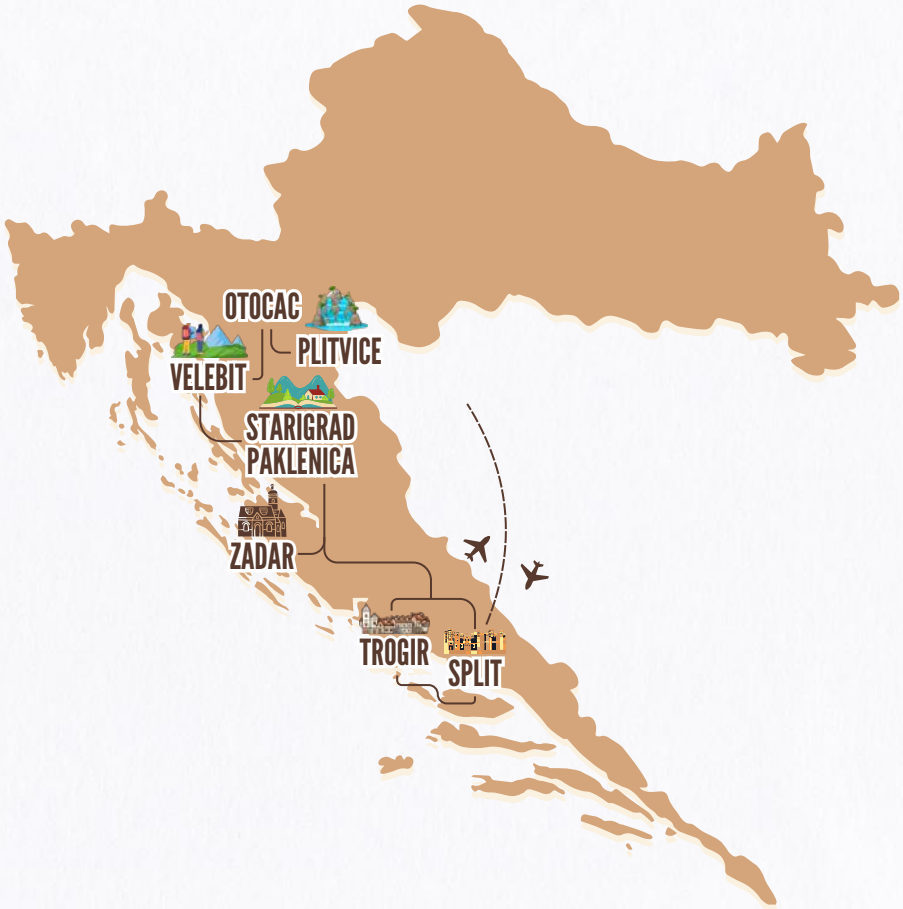 OTOCAC
PLITVICE
VELEBIT
STARIGRAD
PAKLENICA
ZADAR
TROGIR
SPLIT